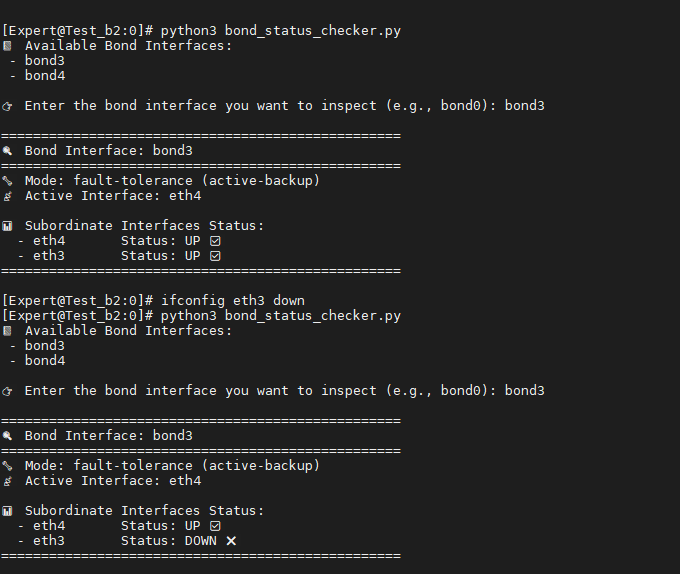 [Expert@Test_b2:0]# python3 bond_status_checker.py
Available Bond Interfaces:
- bond3
- bond4
Enter the bond interface you want to inspect (e.g., bond0): bond3
==================================================
Bond Interface: bond3
==================================================
Mode: fault-tolerance (active-backup)
Active Interface: eth4
Subordinate Interfaces Status:
- eth4 Status: UP ☑
- eth3 Status: UP ☑
==================================================
[Expert@Test_b2:0]# ifconfig eth3 down
[Expert@Test_b2:0]# python3 bond_status_checker.py
Available Bond Interfaces:
- bond3
- bond4
Enter the bond interface you want to inspect (e.g., bond0): bond3
==================================================
Bond Interface: bond3
==================================================
Mode: fault-tolerance (active-backup)
Active Interface: eth4
Subordinate Interfaces Status:
- eth4 Status: UP ☑
- eth3 Status: DOWN ❌
==================================================